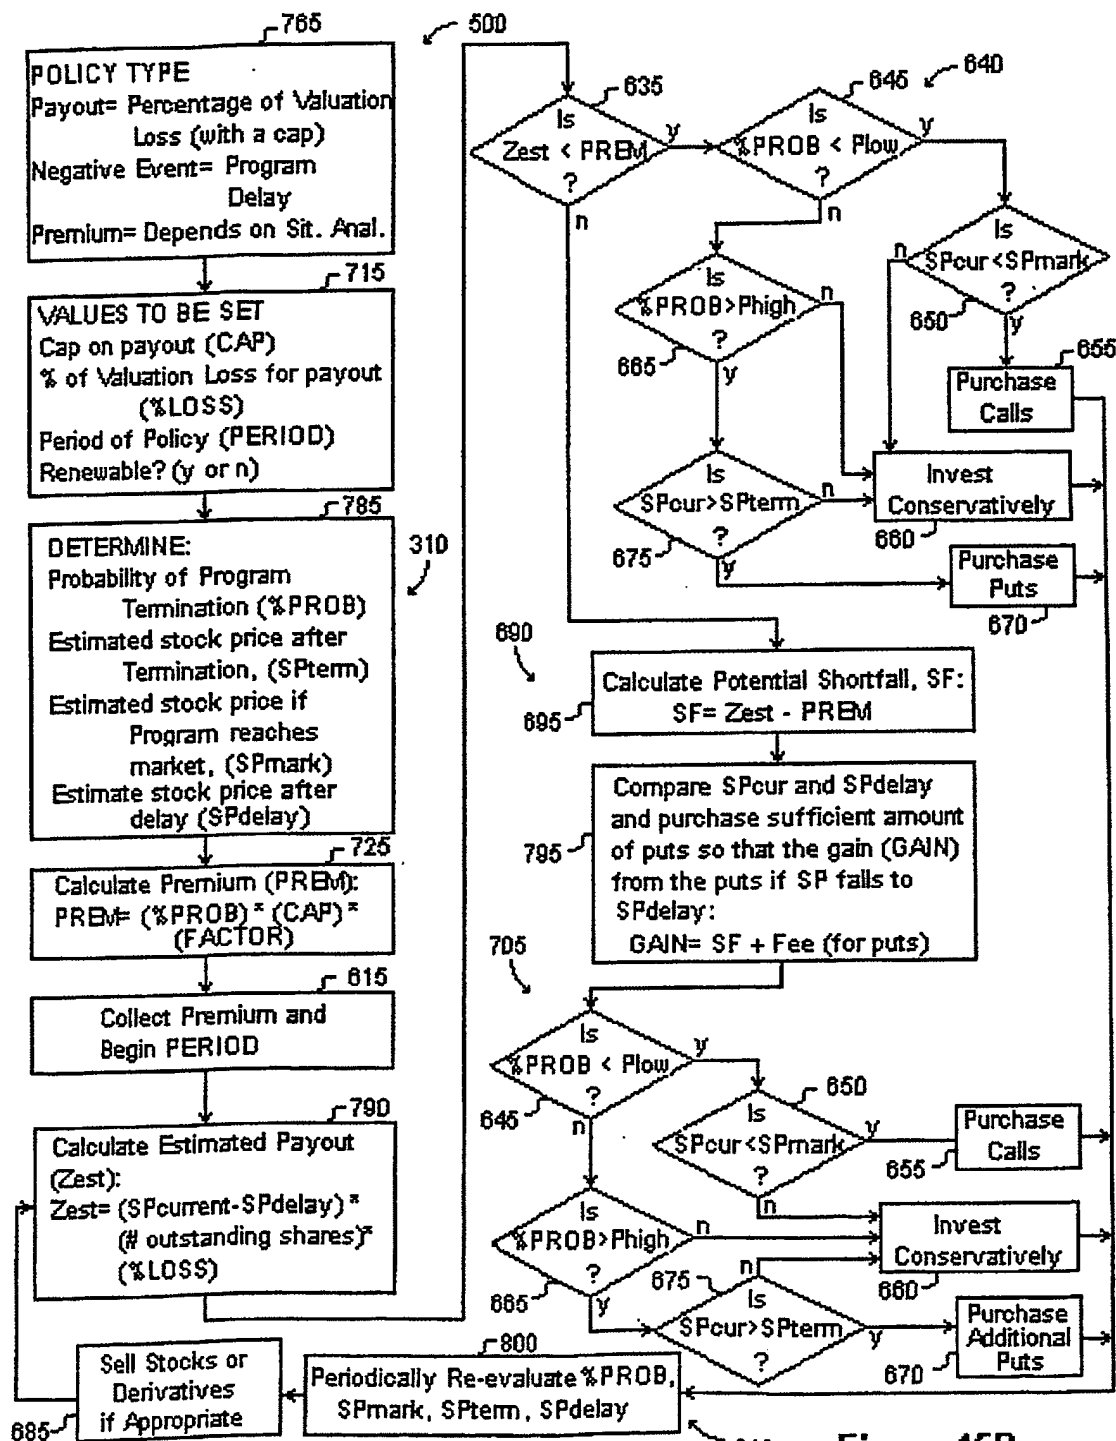 765
500
POLICY TYPE
Payout= Percentage of Valuation
Loss (with a cap)
Negative Event= Program
Delay
Premium= Depends on Sit. Anal.
715
VALUES TO BE SET
Cap on payout (CAP)
% of Valuation Loss for payout
(%LOSS)
Period of Policy (PERIOD)
Renewable? (y or n)
785
DETERMINE:
Probability of Program
Termination (%PROB)
Estimated stock price after
Termination, (SPterm)
Estimated stock price if
Program reaches
market, (SPmark)
Estimate stock price after
delay (SPdelay)
310
725
Calculate Premium (PREM):
PREM= (%PROB)* (CAP)*
(FACTOR)
615
Collect Premium and
Begin PERIOD
790
Calculate Estimated Payout
(Zest):
Zest= (SPcurrent-SPdelay)*
(# outstanding shares)*
(%LOSS)
Sell Stocks or
Derivatives
if Appropriate
685
800
Periodically Re-evaluate %PROB,
SPmark, SPterm, SPdelay
635
Is
Zest < PREM
?
y
n
645
640
Is
%PROB < Plow
?
y
n
Is
SPcur<SPmark
?
n
650
y
655
Purchase
Calls
Is
%PROB>Phigh
?
n
665
y
Is
SPcur>SPterm
?
n
675
y
Invest
Conservatively
660
Purchase
Puts
670
690
Calculate Potential Shortfall, SF:
SF= Zest - PREM
695
Compare SPcur and SPdelay
and purchase sufficient amount
of puts so that the gain (GAIN)
from the puts if SP falls to
SPdelay:
GAIN= SF + Fee (for puts)
795
705
Is
%PROB < Plow
?
y
645
n
650
Is
SPcur<SPmark
?
y
n
Purchase
Calls
655
Is
%PROB>Phigh
?
n
665
y
Invest
Conservatively
660
675
n
Is
SPcur>SPterm
?
y
Purchase
Additional
Puts
670